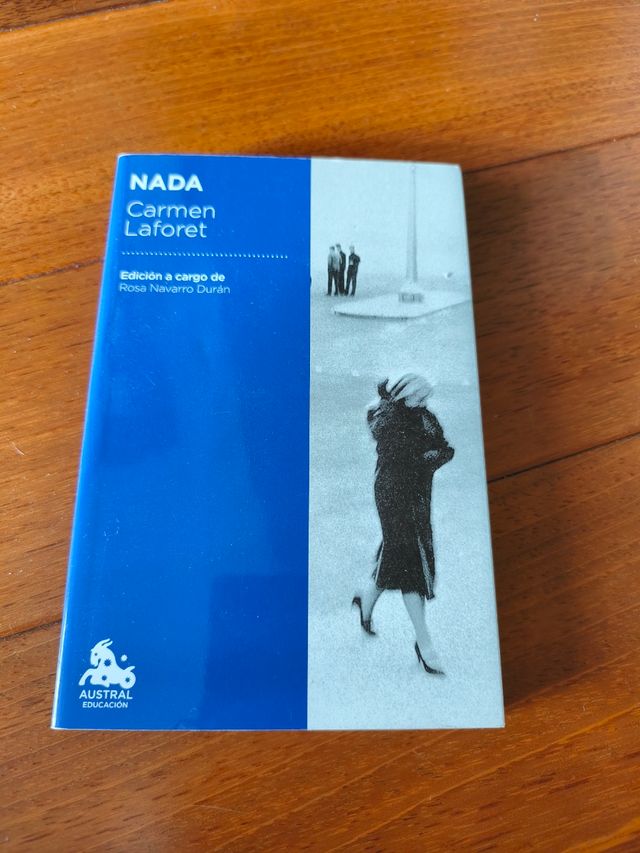 NADA
Carmen
Laforet
Edición a cargo de
Rosa Navarro Durán
AUSTRAL
EDUCACIÓN